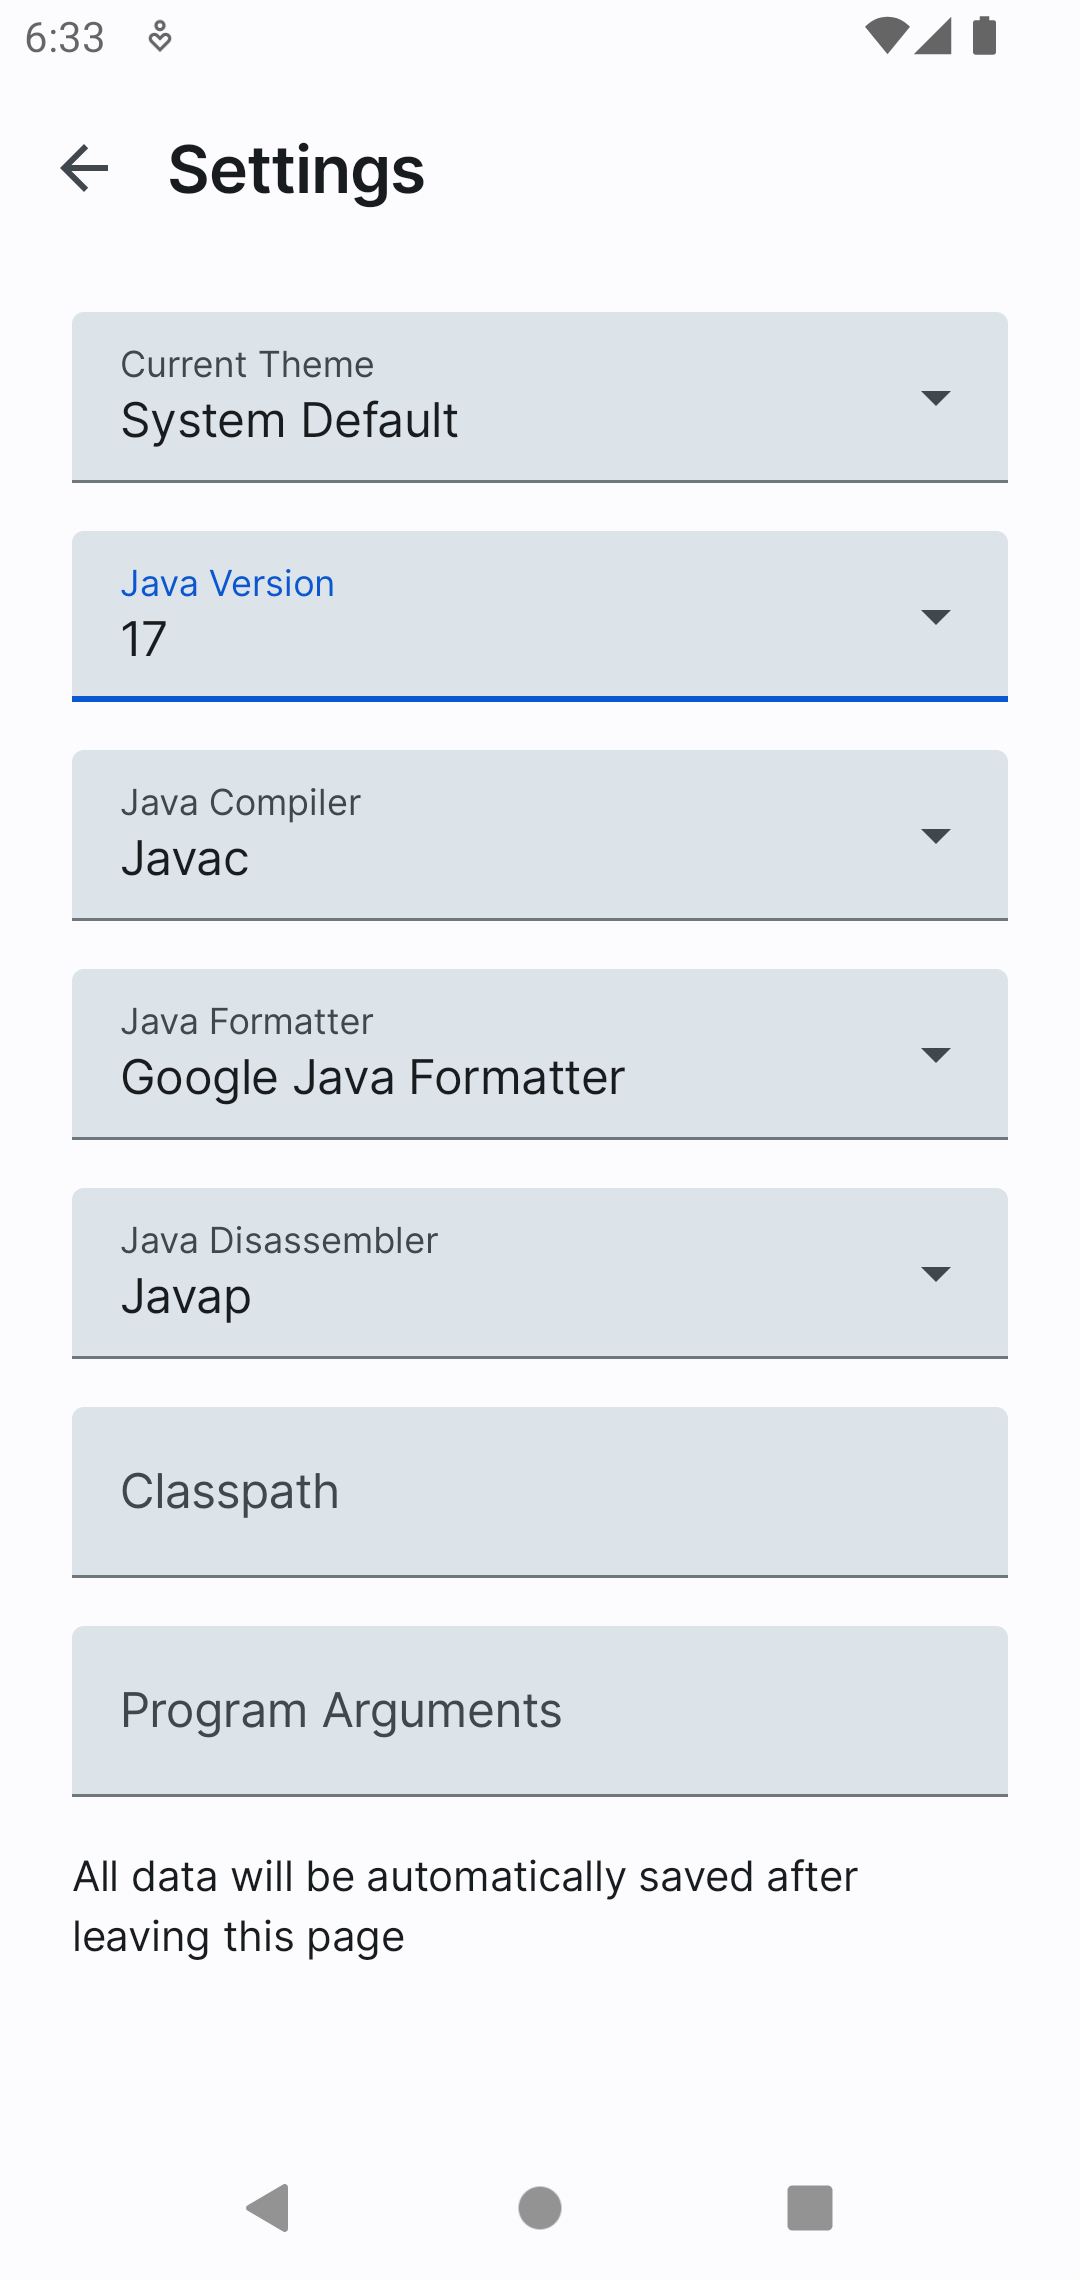 6:33
Settings
Current Theme
System Default
Java Version
17
Java Compiler
Javac
Java Formatter
Google Java Formatter
Java Disassembler
Javap
Classpath
Program Arguments
All data will be automatically saved after
leaving this page